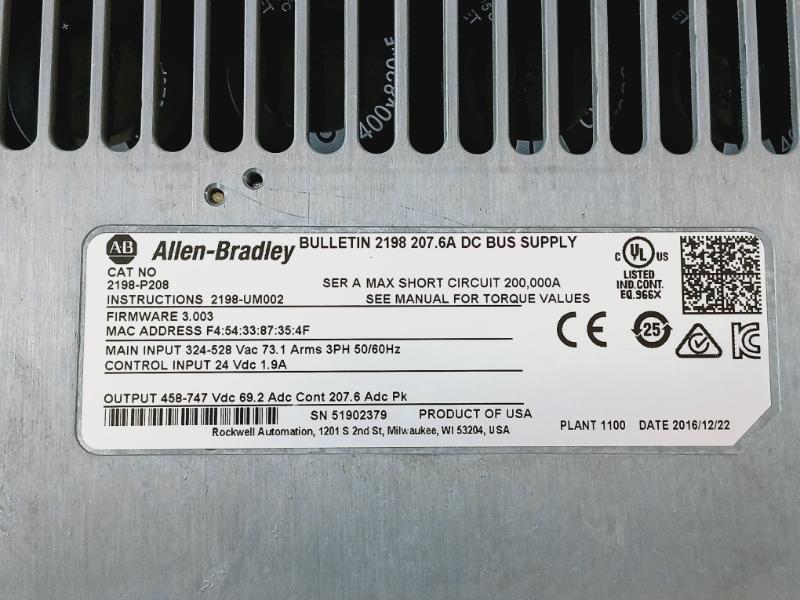 400v820uF
AB Allen-Bradley BULLETIN 2198 207.6A DC BUS SUPPLY
CAT NO
2198-P208 SER A MAX SHORT CIRCUIT 200,000A
INSTRUCTIONS 2198-UM002 SEE MANUAL FOR TORQUE VALUES
c UL US
LISTED
IND.CONT.
EQ.966X
FIRMWARE 3.003
MAC ADDRESS F4:54:33:87:35:4F
CE 25
MAIN INPUT 324-528 Vac 73.1 Arms 3PH 50/60Hz
CONTROL INPUT 24 Vdc 1.9A
OUTPUT 458-747 Vdc 69.2 Adc Cont 207.6 Adc Pk
SN 51902379 PRODUCT OF USA
PLANT 1100 DATE 2016/12/22
Rockwell Automation, 1201 S 2nd St, Milwaukee, WI 53204, USA